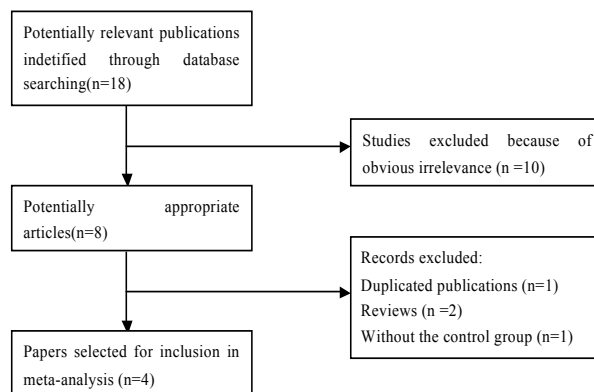 Potentially relevant publications
indetified through database
searching(n=18)
Studies excluded because of
obvious irrelevance (n =10)
Potentially appropriate
articles(n=8)
Records excluded:
Duplicated publications (n=1)
Reviews (n =2)
Without the control group (n=1)
Papers selected for inclusion in
meta-analysis (n=4)